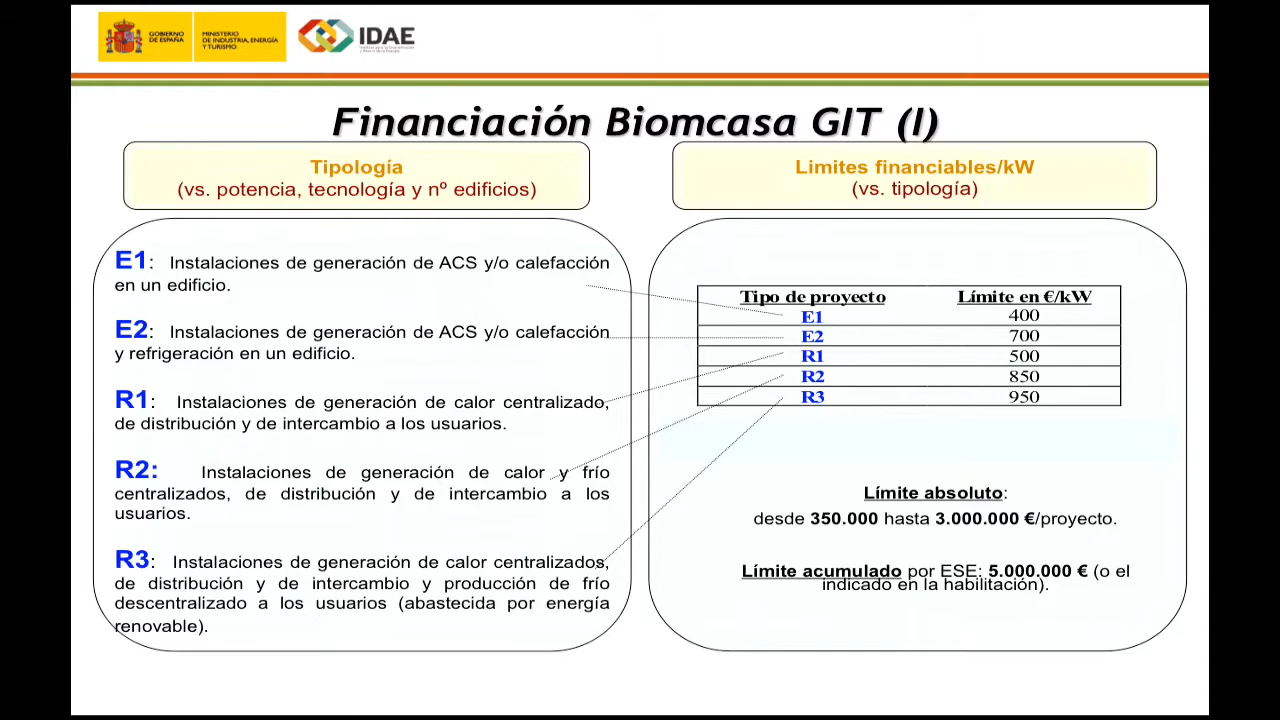 GOBIERNO
DE ESPAÑA
MINISTERIO
DE INDUSTRIA, ENERGÍA
Y TURISMO
IDAE
Financiación Biomcasa GIT (I)
Tipología
(vs. potencia, tecnología y nº edificios)
Limites financiables/kW
(vs. tipología)
E1: Instalaciones de generación de ACS y/o calefacción
en un edificio.
E2: Instalaciones de generación de ACS y/o calefacción
y refrigeración en un edificio.
R1: Instalaciones de generación de calor centralizado,
de distribución y de intercambio a los usuarios.
R2: Instalaciones de generación de calor y frío
centralizados, de distribución y de intercambio a los
usuarios.
R3: Instalaciones de generación de calor centralizados,
de distribución y de intercambio y producción de frío
descentralizado a los usuarios (abastecida por energía
renovable).
Tipo de proyecto Límite en €/kW
E1 400
E2 700
R1 500
R2 850
R3 950
Límite absoluto:
desde 350.000 hasta 3.000.000 €/proyecto.
Límite acumulado por ESE: 5.000.000 € (o el
indicado en la habilitación).